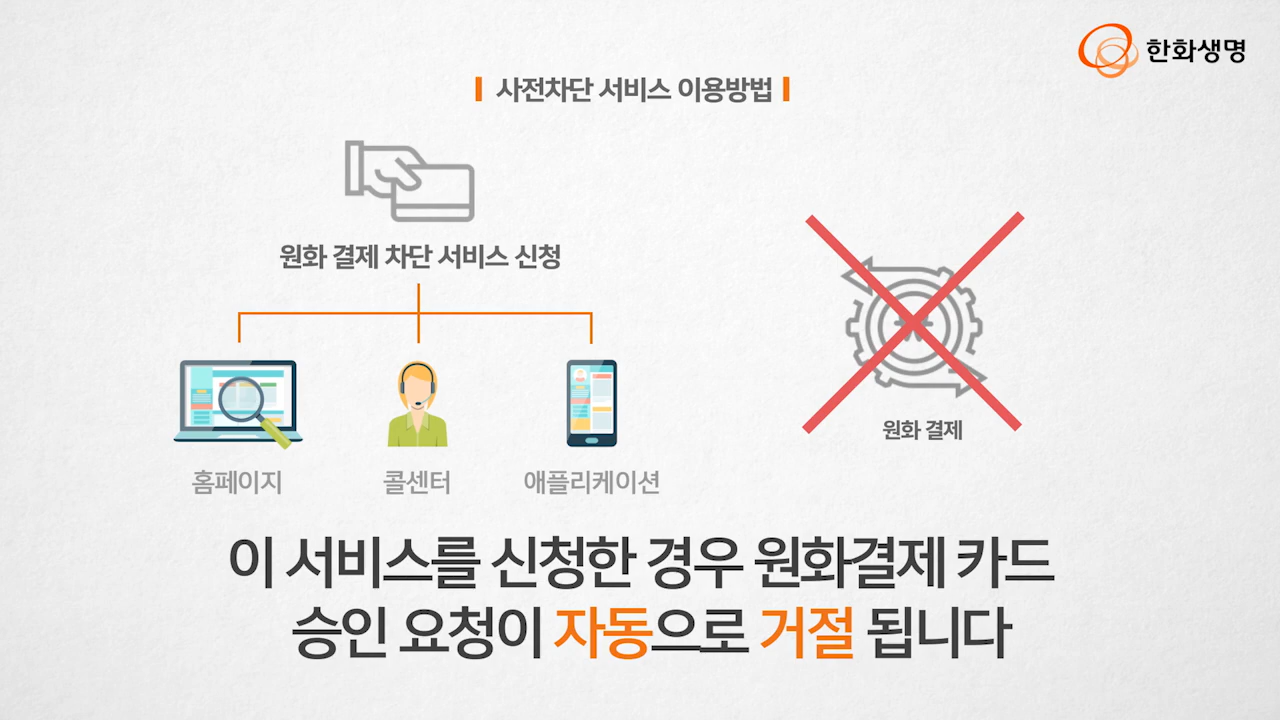 한화생명
사전차단 서비스 이용방법
원화 결제 차단 서비스 신청
홈페이지
콜센터
애플리케이션
원화 결제
이 서비스를 신청한 경우 원화결제 카드
승인 요청이 자동으로 거절 됩니다